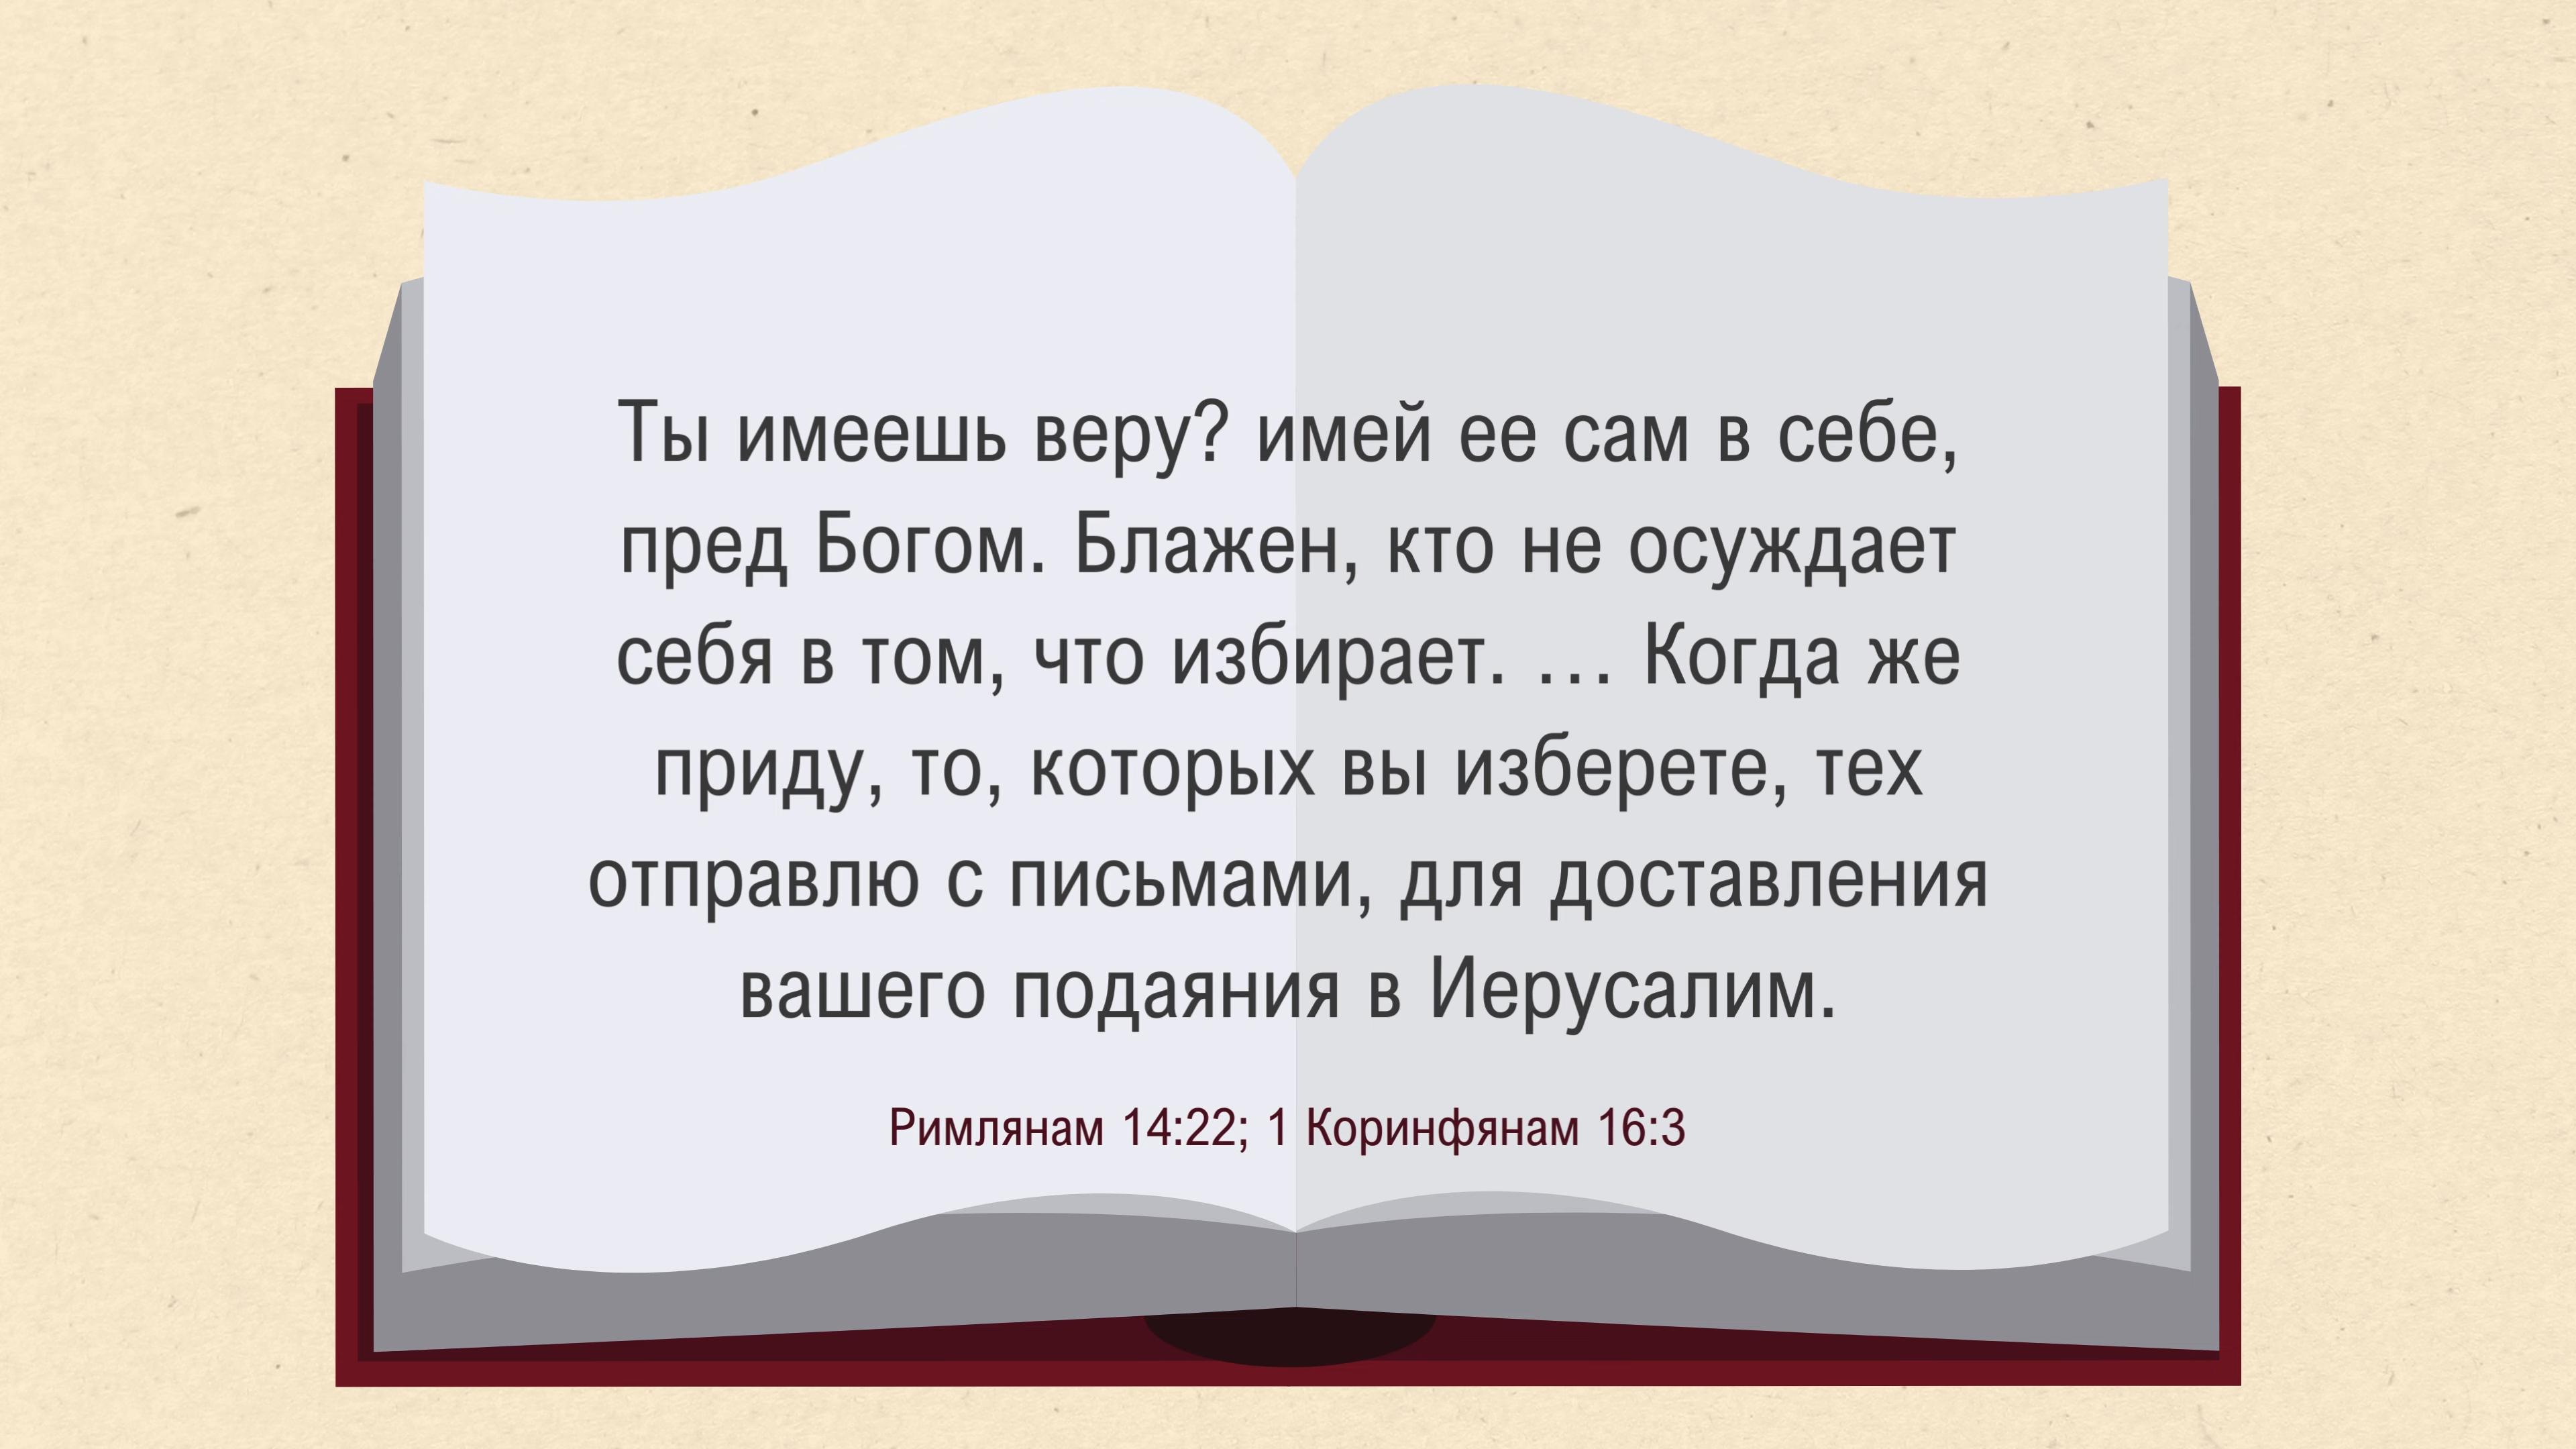 Ты имеешь веру? имей ее сам в себе,
пред Богом. Блажен, кто не осуждает
себя в том, что избирает. … Когда же
приду, то, которых вы изберете, тех
отправлю с письмами, для доставления
вашего подаяния в Иерусалим.
Римлянам 14:22; 1 Коринфянам 16:3